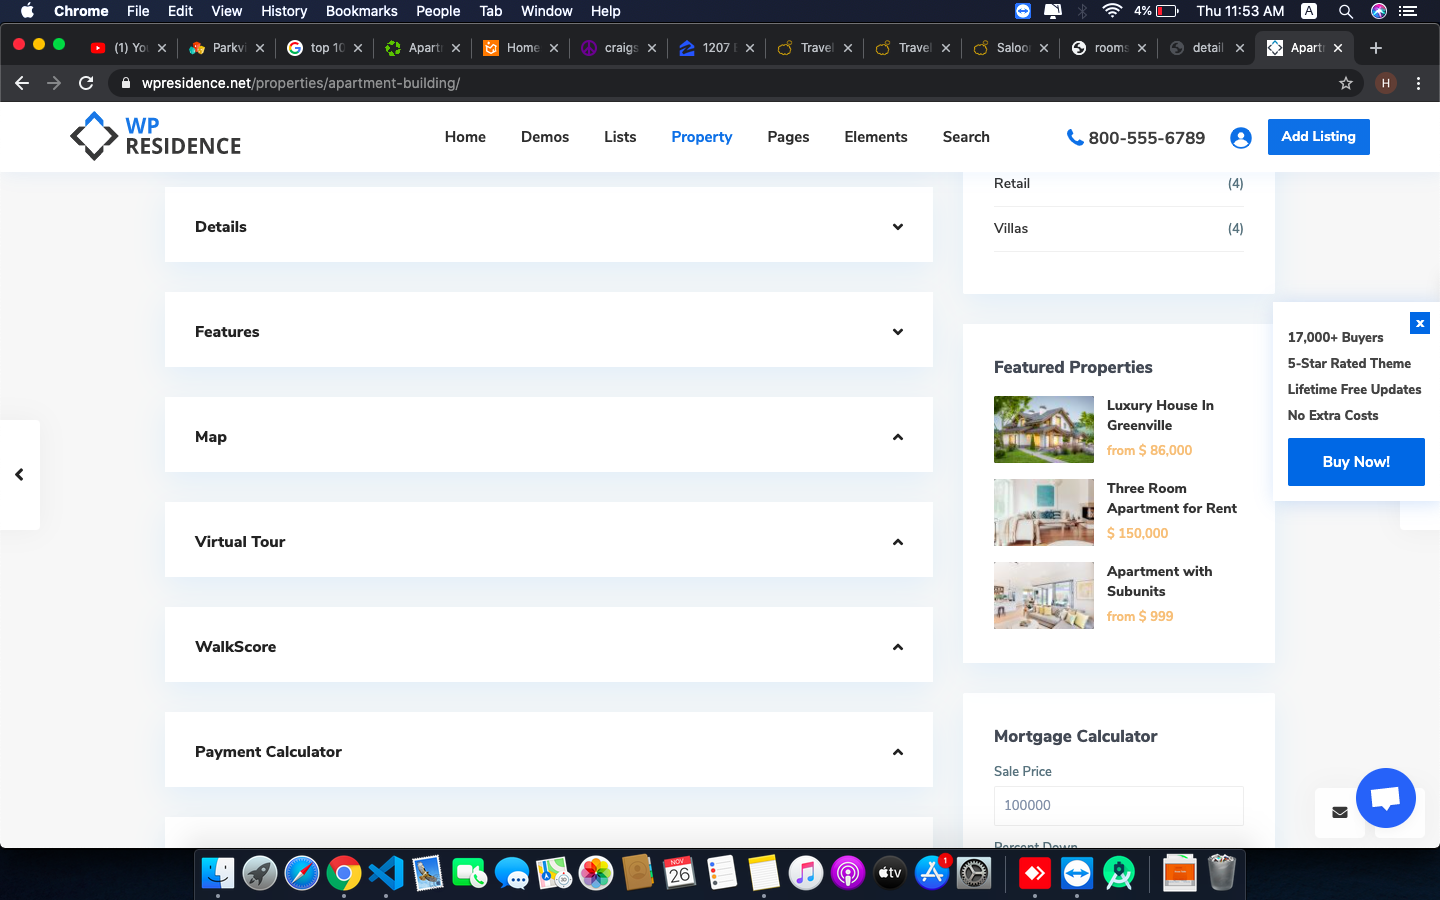 Chrome File Edit View History Bookmarks People Tab Window Help
4% Thu 11:53 AM A
(1) Yo
Parkvi
top 10
Apart
Home
craigs
1207
Travel
Travel
Saloo
rooms
detail
Apart
wpresidence.net/properties/apartment-building/
H
WP
RESIDENCE
Home Demos Lists Property Pages Elements Search
800-555-6789
Add Listing
Details
Features
Map
Virtual Tour
WalkScore
Payment Calculator
Retail (4)
Villas (4)
Featured Properties
Luxury House In
Greenville
from $ 86,000
Three Room
Apartment for Rent
$ 150,000
Apartment with
Subunits
from $ 999
Mortgage Calculator
Sale Price
100000
Percent Down
x
17,000+ Buyers
5-Star Rated Theme
Lifetime Free Updates
No Extra Costs
Buy Now!
NOV
26
tv
1